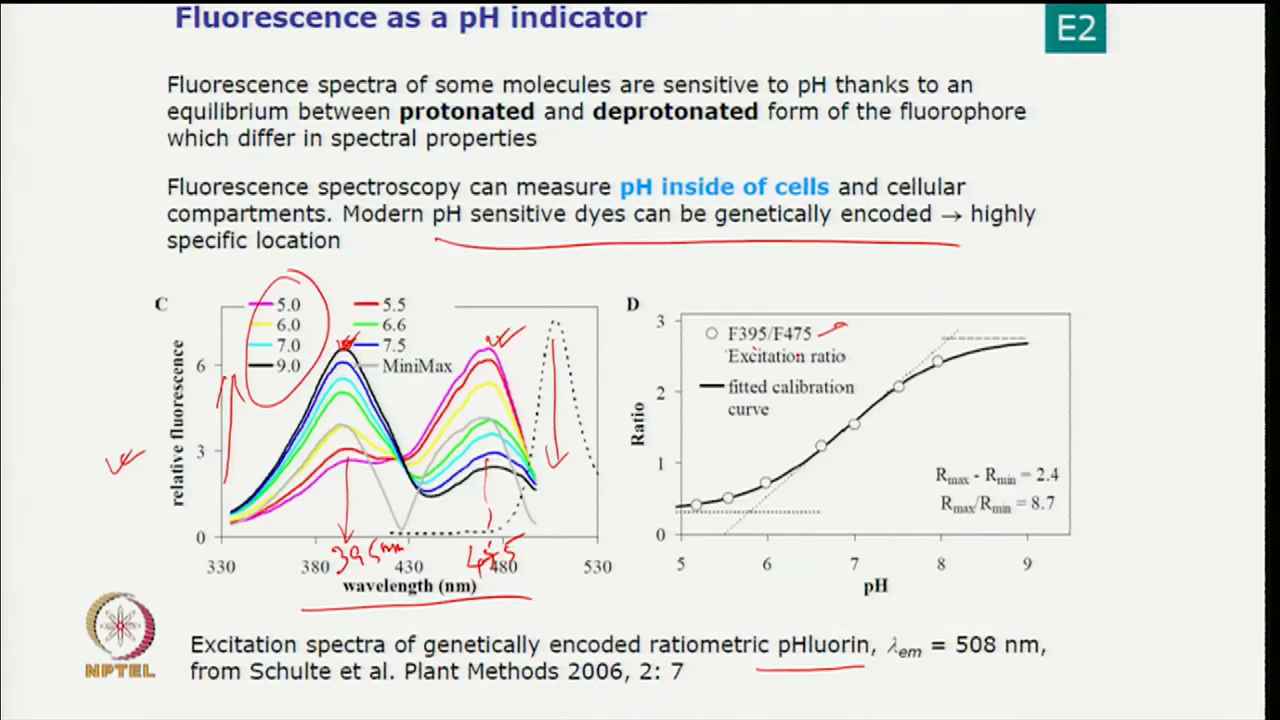 Fluorescence as a pH indicator
E2
Fluorescence spectra of some molecules are sensitive to pH thanks to an
equilibrium between protonated and deprotonated form of the fluorophore
which differ in spectral properties
Fluorescence spectroscopy can measure pH inside of cells and cellular
compartments. Modern pH sensitive dyes can be genetically encoded → highly
specific location
C
5.0 5.5
6.0 6.6
7.0 7.5
9.0 MiniMax
relative fluorescence
6
3
0
330 380 430 480 530
395nm
475
wavelength (nm)
D
F395/F475
Excitation ratio
fitted calibration
curve
Ratio
3
2
1
0
Rmax - Rmin = 2.4
Rmax/Rmin = 8.7
5 6 7 8 9
pH
Excitation spectra of genetically encoded ratiometric pHluorin, λem = 508 nm,
from Schulte et al. Plant Methods 2006, 2: 7
NPTEL